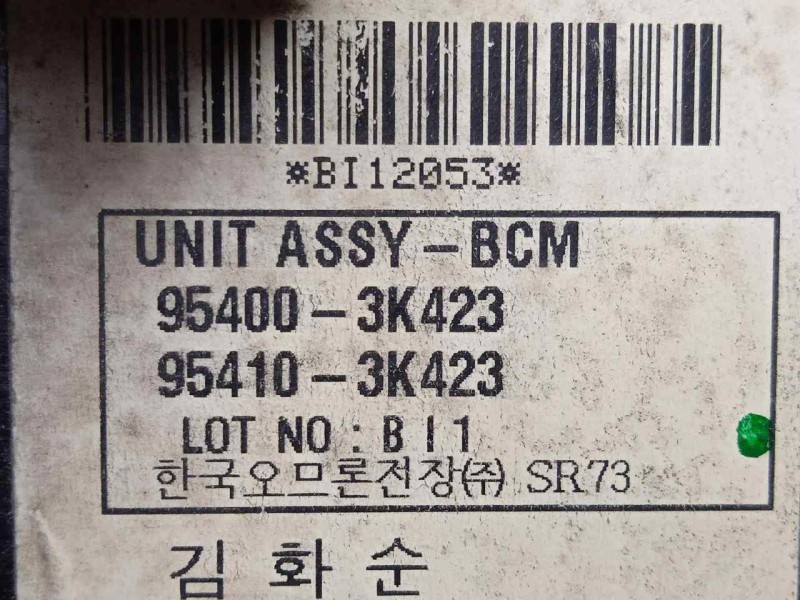 *BI12053*
UNIT ASSY-BCM
95400-3K423
95410-3K423
LOT NO : B I 1
한국오므론전장㈜ SR73
김 화 순